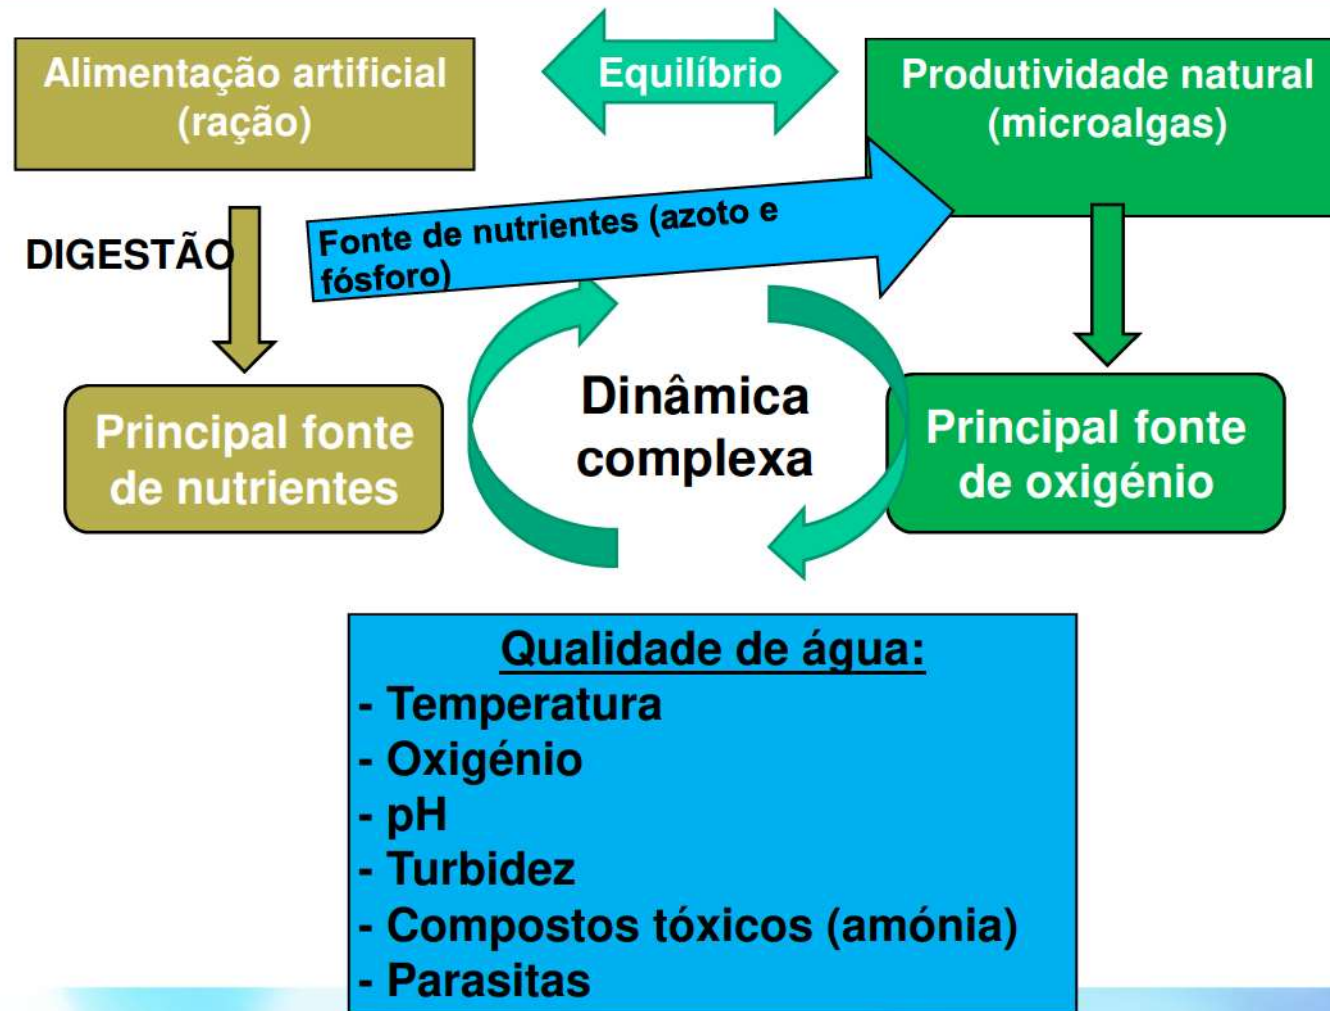 Alimentação artificial
(ração)
Equilíbrio
Produtividade natural
(microalgas)
DIGESTÃO
Fonte de nutrientes (azoto e
fósforo)
Principal fonte
de nutrientes
Dinâmica
complexa
Principal fonte
de oxigénio
Qualidade de água:
- Temperatura
- Oxigénio
- pH
- Turbidez
- Compostos tóxicos (amónia)
- Parasitas